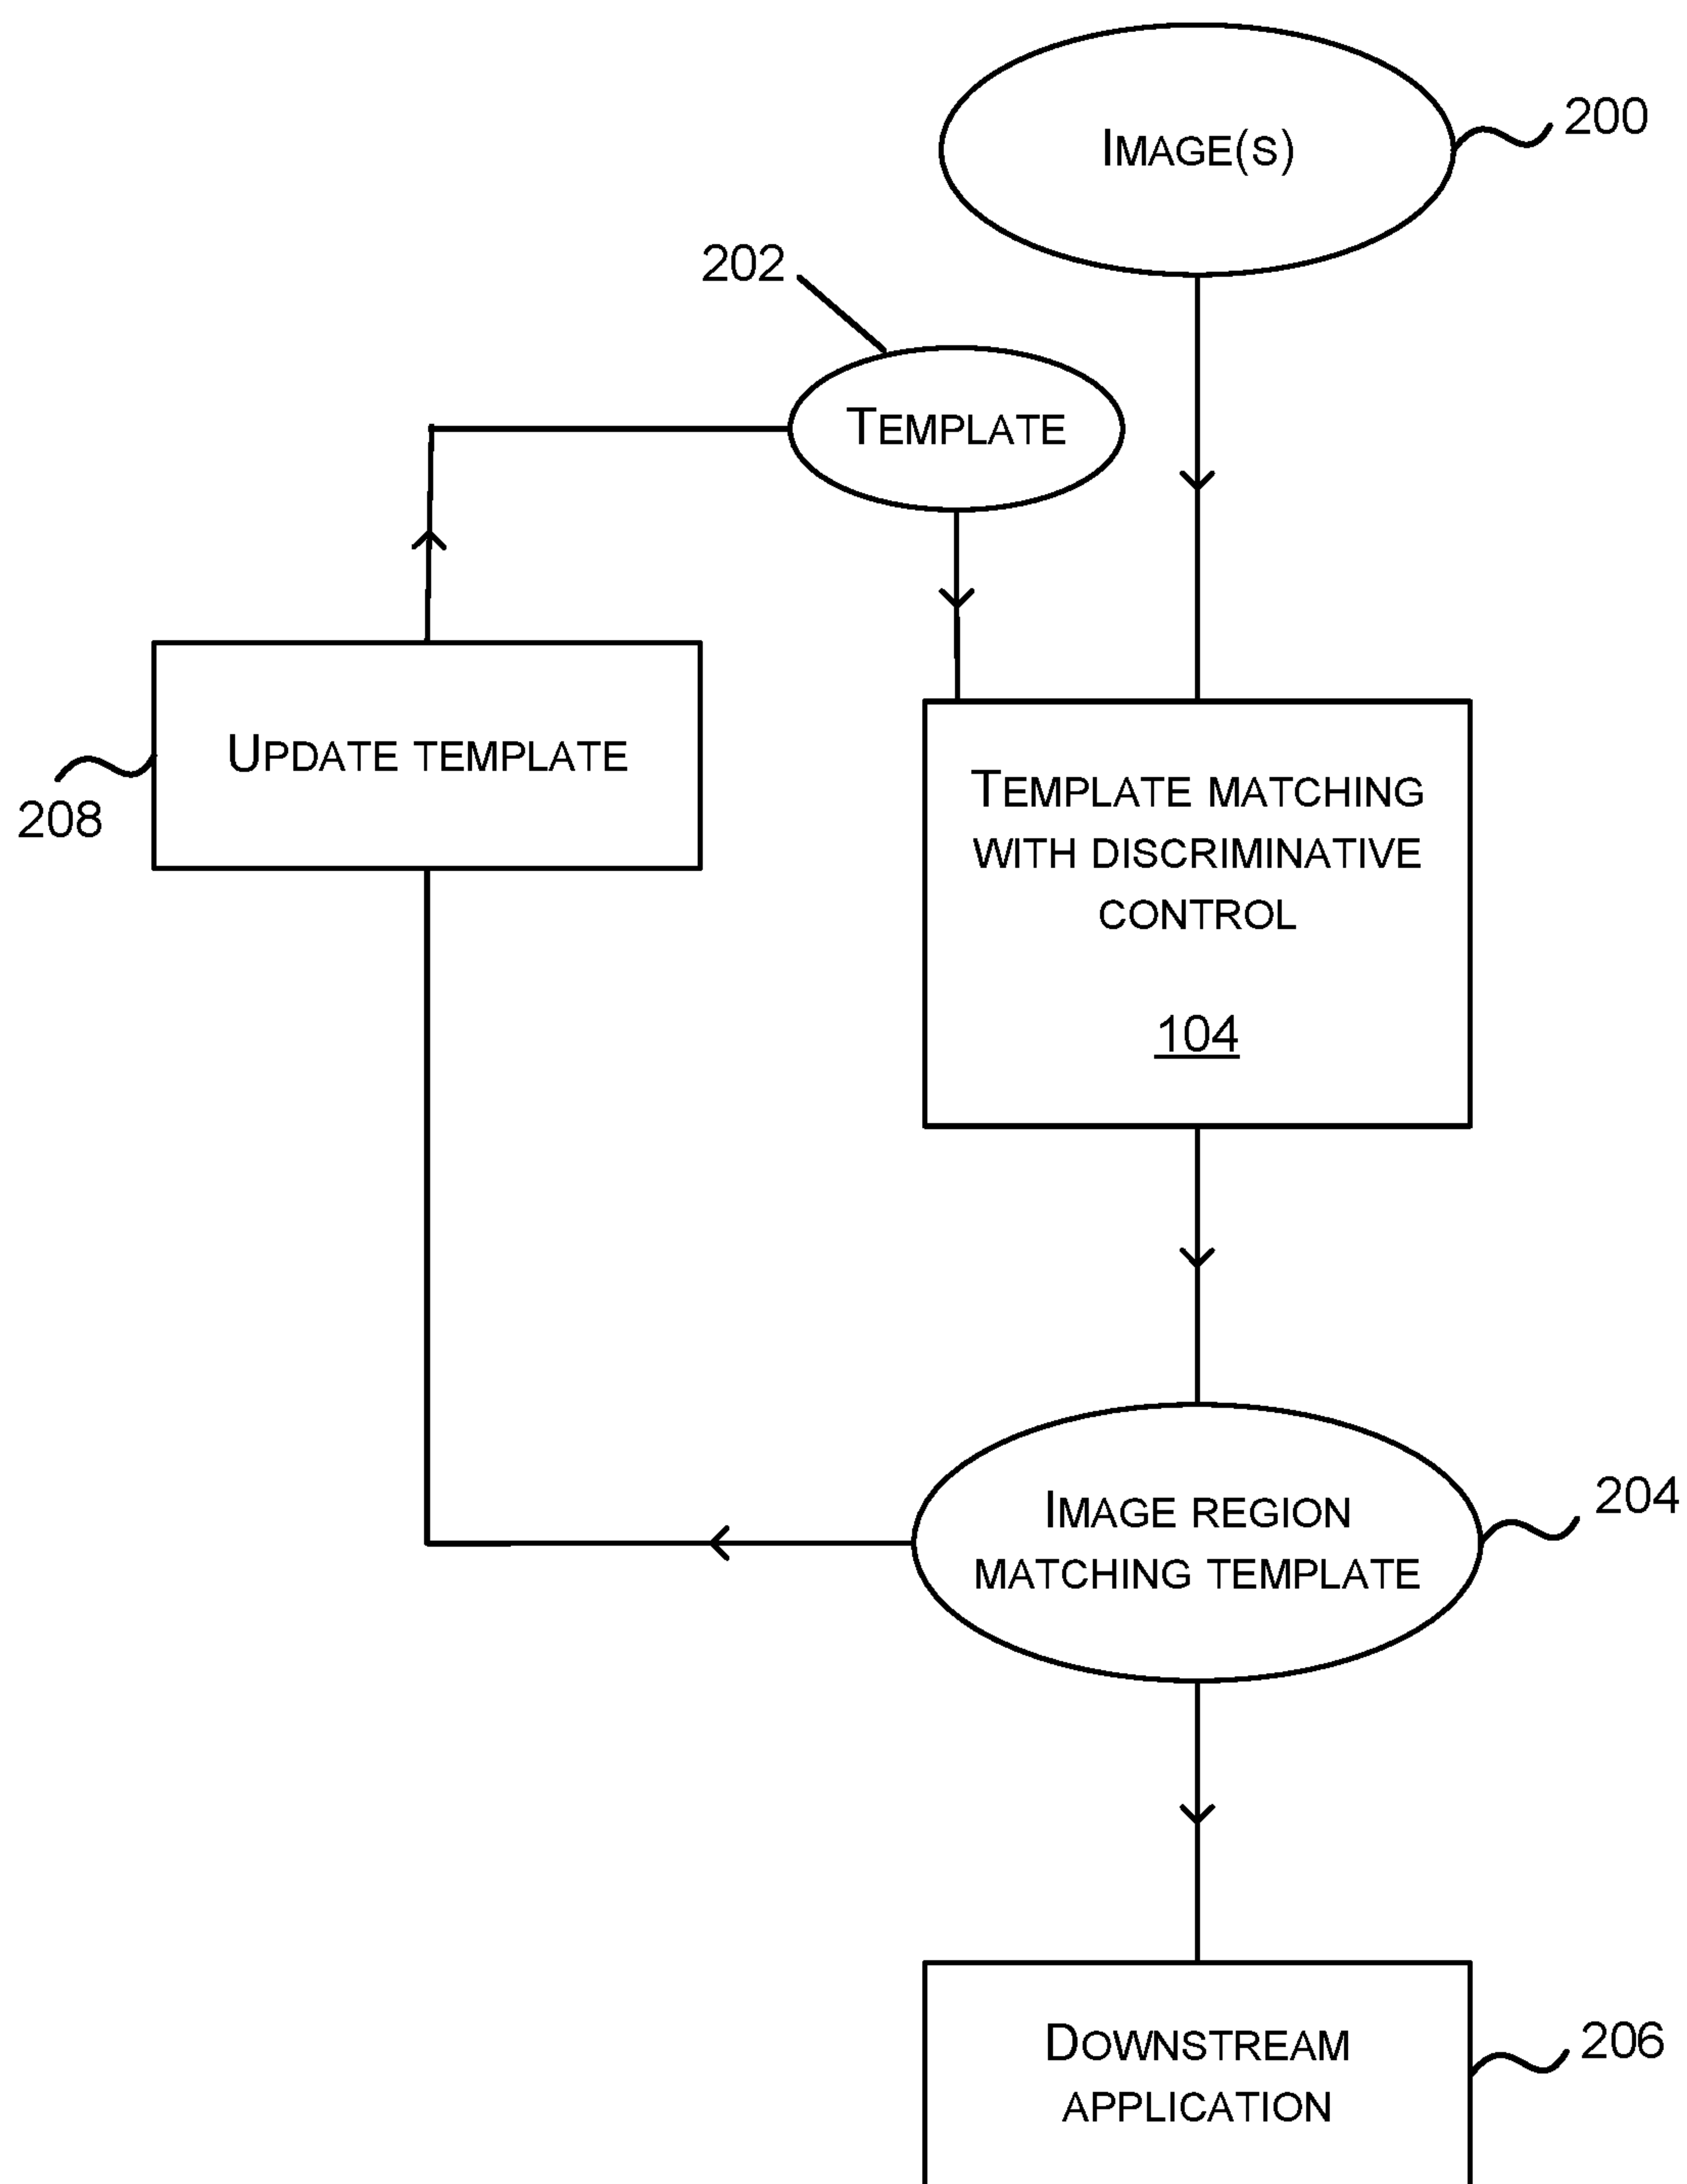 IMAGE(S)
200
202
TEMPLATE
UPDATE TEMPLATE
208
TEMPLATE MATCHING
WITH DISCRIMINATIVE
CONTROL
104
IMAGE REGION
MATCHING TEMPLATE
204
DOWNSTREAM
APPLICATION
206